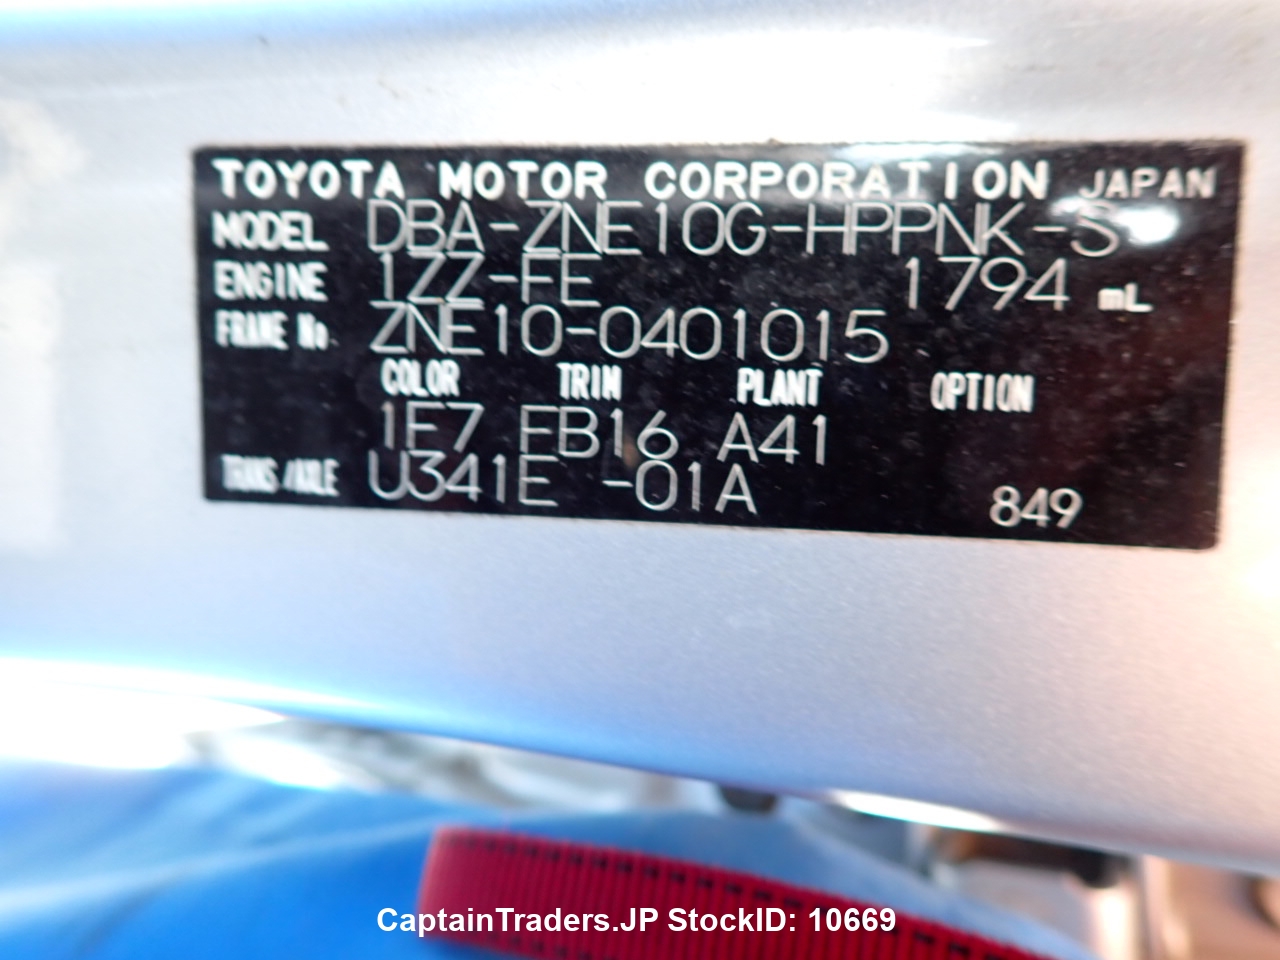 TOYOTA MOTOR CORPORATION JAPAN
MODEL DBA-ZNE10G-HPPNK-S
ENGINE 1ZZ-FE 1794 mL
FRAME No. ZNE10-0401015
COLOR TRIM PLANT OPTION
1F7 FB16 A41
TRANS/AXLE U341E -01A 849
CaptainTraders.JP StockID: 10669